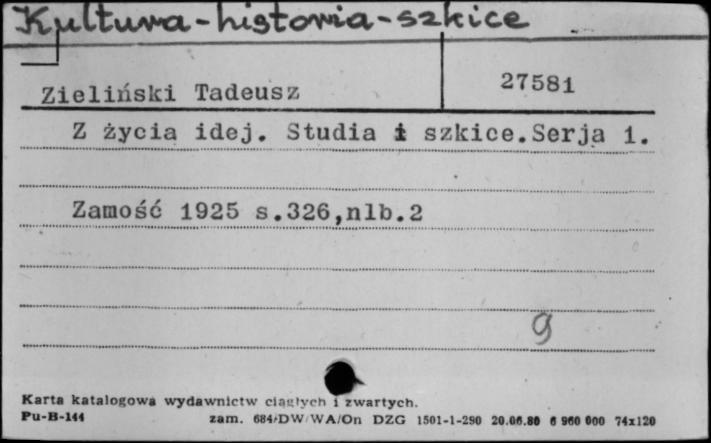 Kultura-historia-szkice
Zieliński Tadeusz 27581
Z życia idej. Studia i szkice.Serja 1.
Zamość 1925 s.326,nlb.2
9
Karta katalogowa wydawnictw ciągłych i zwartych.
Pu-B-144 zam. 684/DW/WA/On DZG 1501-1-290 20.06.80 6 960 000 74x120